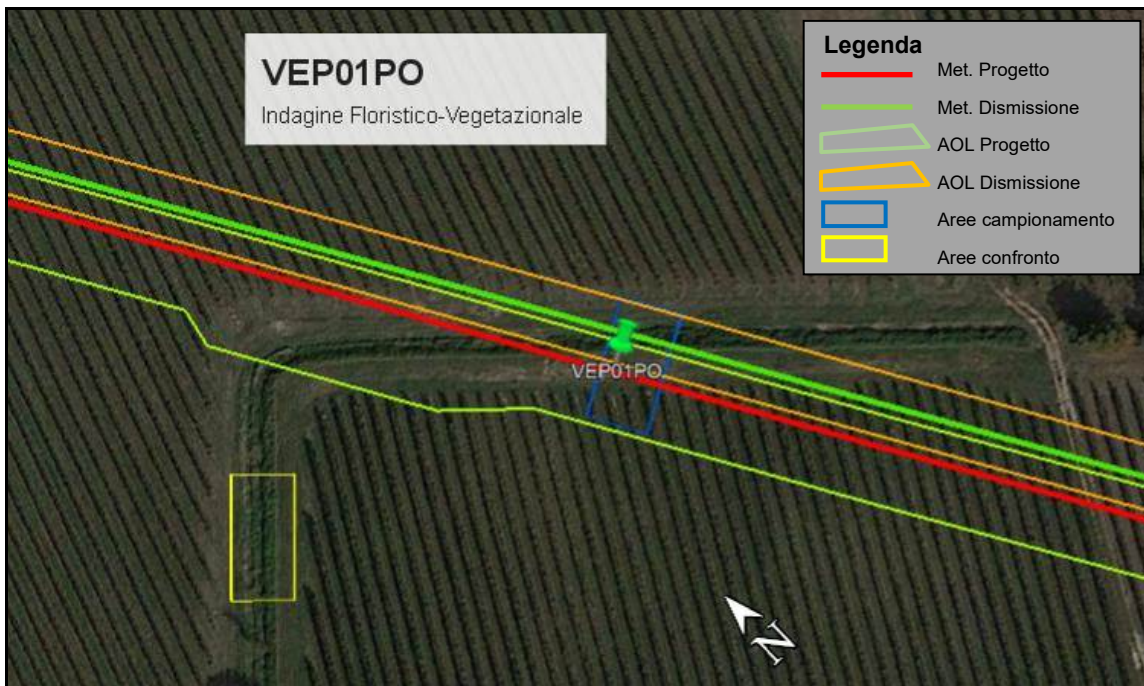 VEP01PO
Indagine Floristico-Vegetazionale
Legenda
Met. Progetto
Met. Dismissione
AOL Progetto
AOL Dismissione
Aree campionamento
Aree confronto
VEP01PO
N